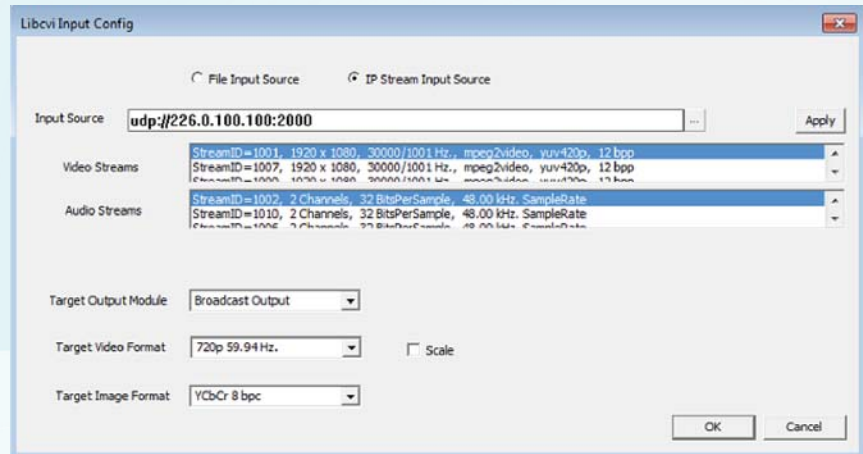 Libcvi Input Config
File Input Source
IP Stream Input Source
Input Source
udp://226.0.100.100:2000
...
Apply
Video Streams
StreamID=1001, 1920 x 1080, 30000/1001 Hz., mpeg2video, yuv420p, 12 bpp
StreamID=1007, 1920 x 1080, 30000/1001 Hz., mpeg2video, yuv420p, 12 bpp
Audio Streams
StreamID=1002, 2 Channels, 32 BitsPerSample, 48.00 kHz. SampleRate
StreamID=1010, 2 Channels, 32 BitsPerSample, 48.00 kHz. SampleRate
Target Output Module
Broadcast Output
Target Video Format
720p 59.94 Hz.
Scale
Target Image Format
YCbCr 8 bpc
OK
Cancel